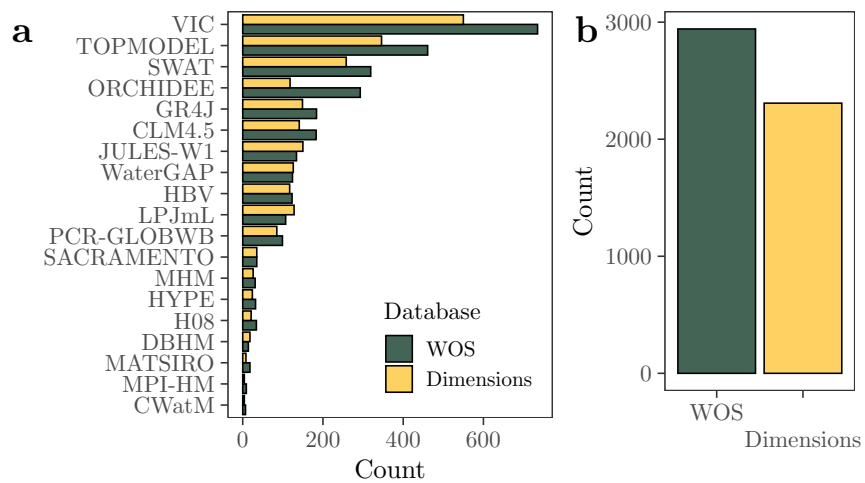 a
VIC
TOPMODEL
SWAT
ORCHIDEE
GR4J
CLM4.5
JULES-W1
WaterGAP
HBV
LPJmL
PCR-GLOBWB
SACRAMENTO
MHM
HYPE
H08
DBHM
MATSIRO
MPI-HM
CWatM
0 200 400 600
Count
Database
WOS
Dimensions
b
Count
3000
2000
1000
0
WOS
Dimensions